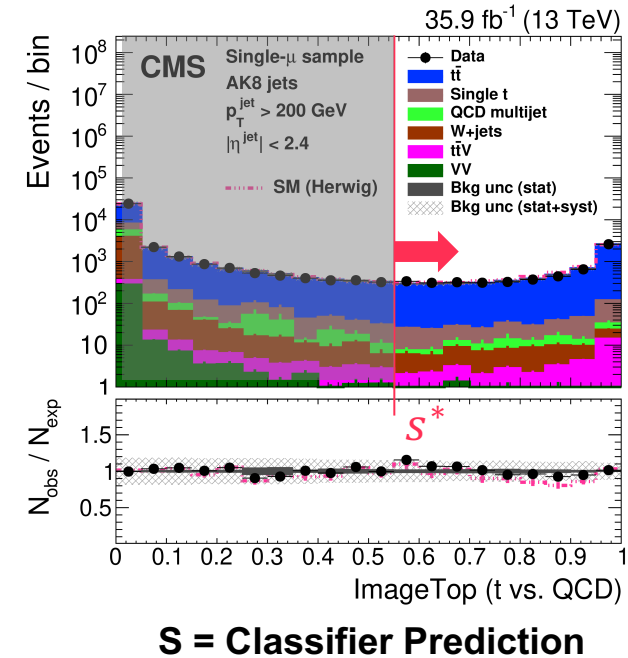 35.9 fb⁻¹ (13 TeV)
Events / bin
10⁸
10⁷
10⁶
10⁵
10⁴
10³
10²
10
1
CMS
Single-μ sample
AK8 jets
p_T^jet > 200 GeV
|η^jet| < 2.4
SM (Herwig)
Data
tt̄
Single t
QCD multijet
W+jets
tt̄V
VV
Bkg unc (stat)
Bkg unc (stat+syst)
s*
N_obs / N_exp
1.5
1
0.5
0 0.1 0.2 0.3 0.4 0.5 0.6 0.7 0.8 0.9 1
ImageTop (t vs. QCD)
S = Classifier Prediction